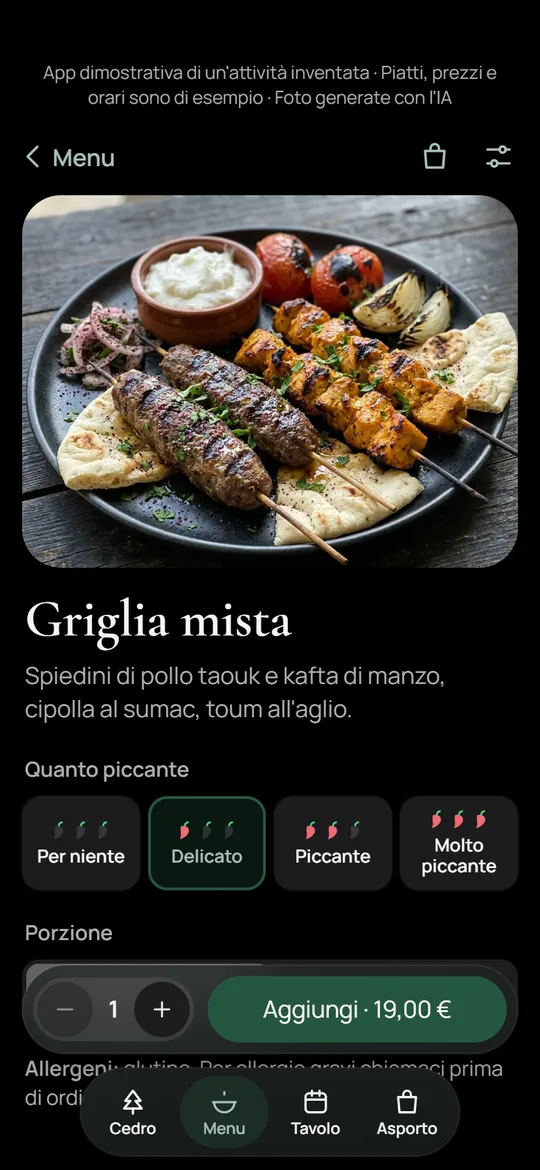 App dimostrativa di un'attività inventata · Piatti, prezzi e
orari sono di esempio · Foto generate con l'IA
Menu
Griglia mista
Spiedini di pollo taouk e kafta di manzo,
cipolla al sumac, toum all'aglio.
Quanto piccante
Per niente
Delicato
Piccante
Molto
piccante
Porzione
1
Aggiungi · 19,00 €
Allergeni: glutine. Per allergie gravi chiamaci prima
di ordi
Cedro
Menu
Tavolo
Asporto